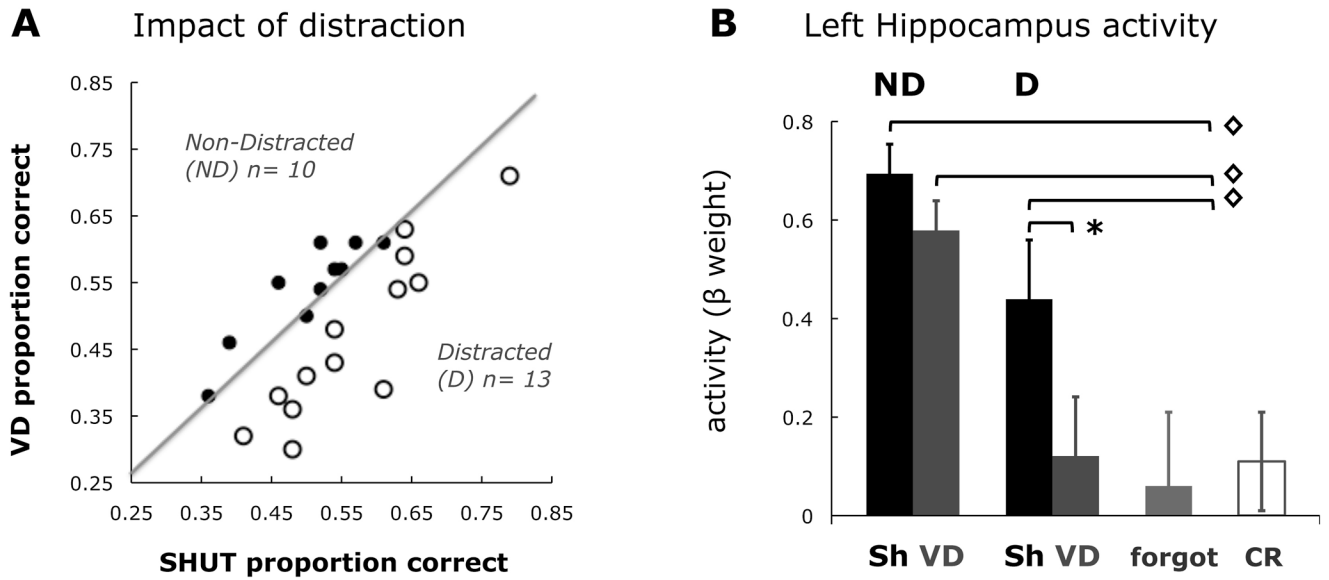 A Impact of distraction
0.85
0.75
0.65
0.55
0.45
0.35
0.25
VD proportion correct
Non-Distracted
(ND) n= 10
Distracted
(D) n= 13
0.25 0.35 0.45 0.55 0.65 0.75 0.85
SHUT proportion correct
B Left Hippocampus activity
ND D
0.8
0.6
0.4
0.2
0
activity (β weight)
*
Sh VD Sh VD forgot CR